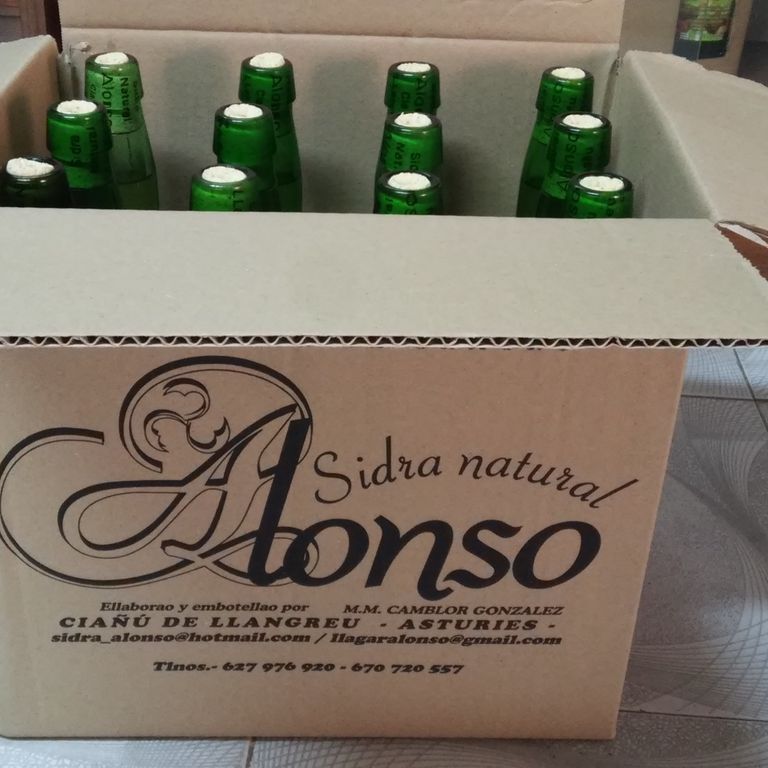 Alonso
Sidra natural
Ellaborao y embotellao por M.M. CAMBLOR GONZALEZ
CIAÑÚ DE LLANGREU - ASTURIES -
sidra_alonso@hotmail.com / llagaralonso@gmail.com
Tlnos.- 627 976 920 - 670 720 557